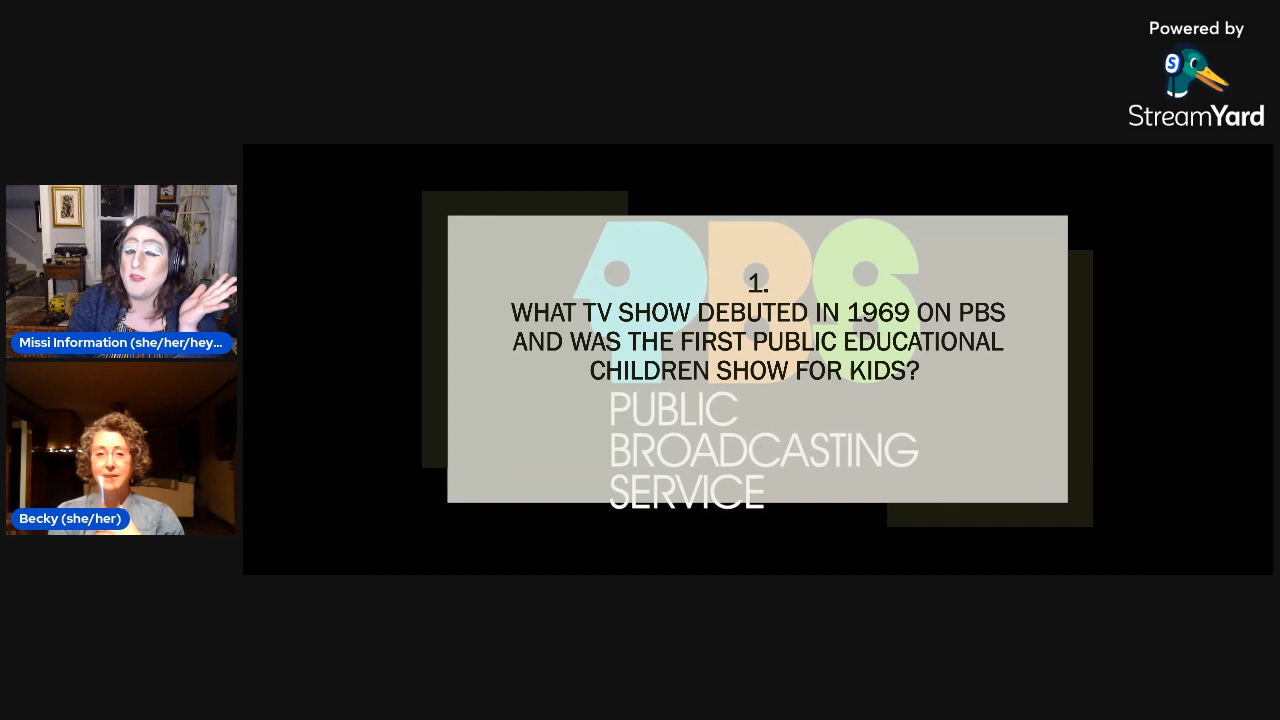 Powered by
S
StreamYard
Missi Information (she/her/hey...
Becky (she/her)
PBS
1.
WHAT TV SHOW DEBUTED IN 1969 ON PBS
AND WAS THE FIRST PUBLIC EDUCATIONAL
CHILDREN SHOW FOR KIDS?
PUBLIC
BROADCASTING
SERVICE